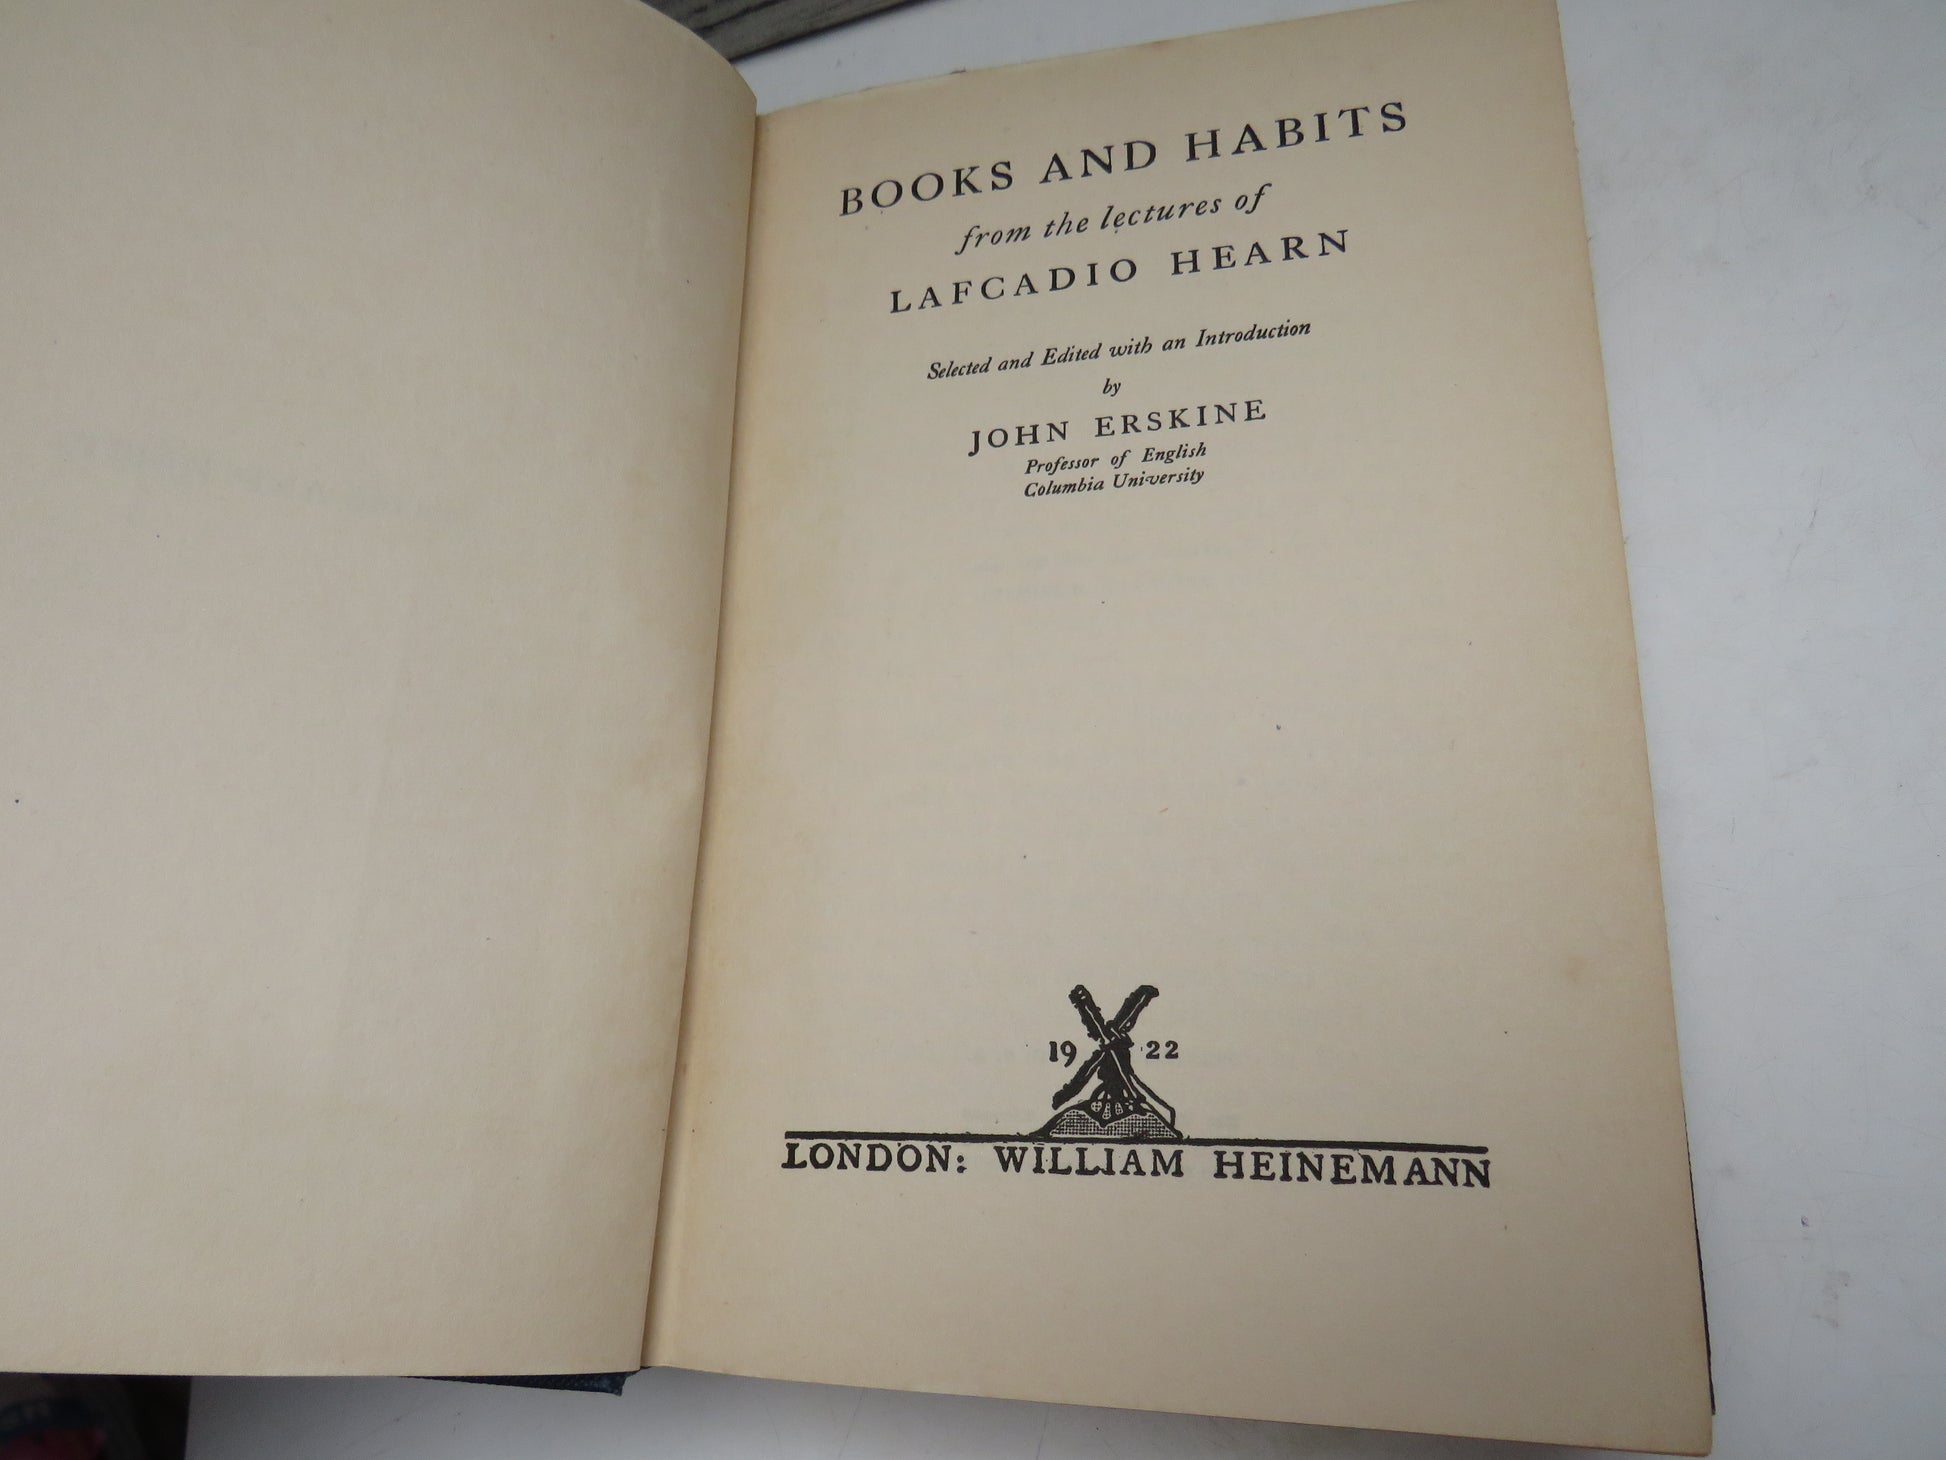 BOOKS AND HABITS
from the lectures of
LAFCADIO HEARN
Selected and Edited with an Introduction
by
JOHN ERSKINE
Professor of English
Columbia University
19 22
LONDON: WILLIAM HEINEMANN